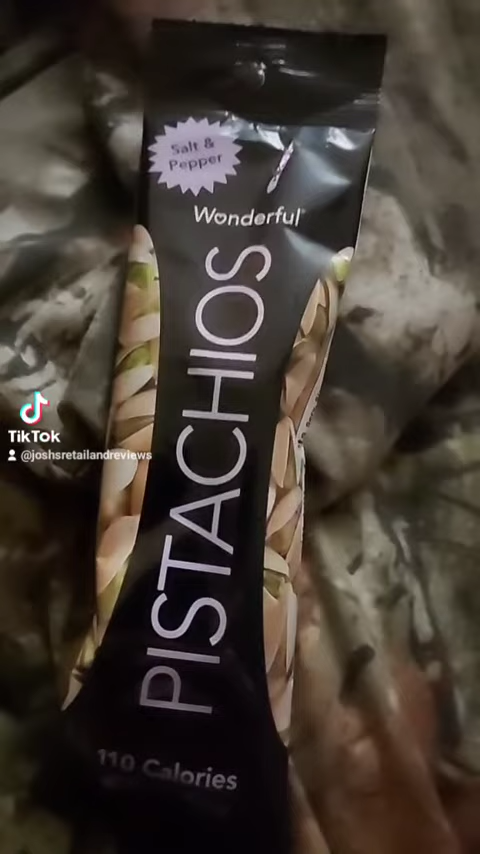 Salt &
Pepper
Wonderful
PISTACHIOS
TikTok
@joshsretailandreviews
110 Calories